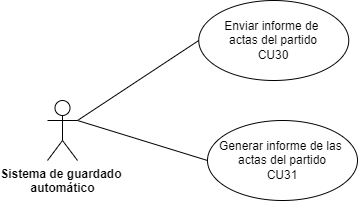 Enviar informe de
actas del partido
CU30
Generar informe de las
actas del partido
CU31
Sistema de guardado
automático